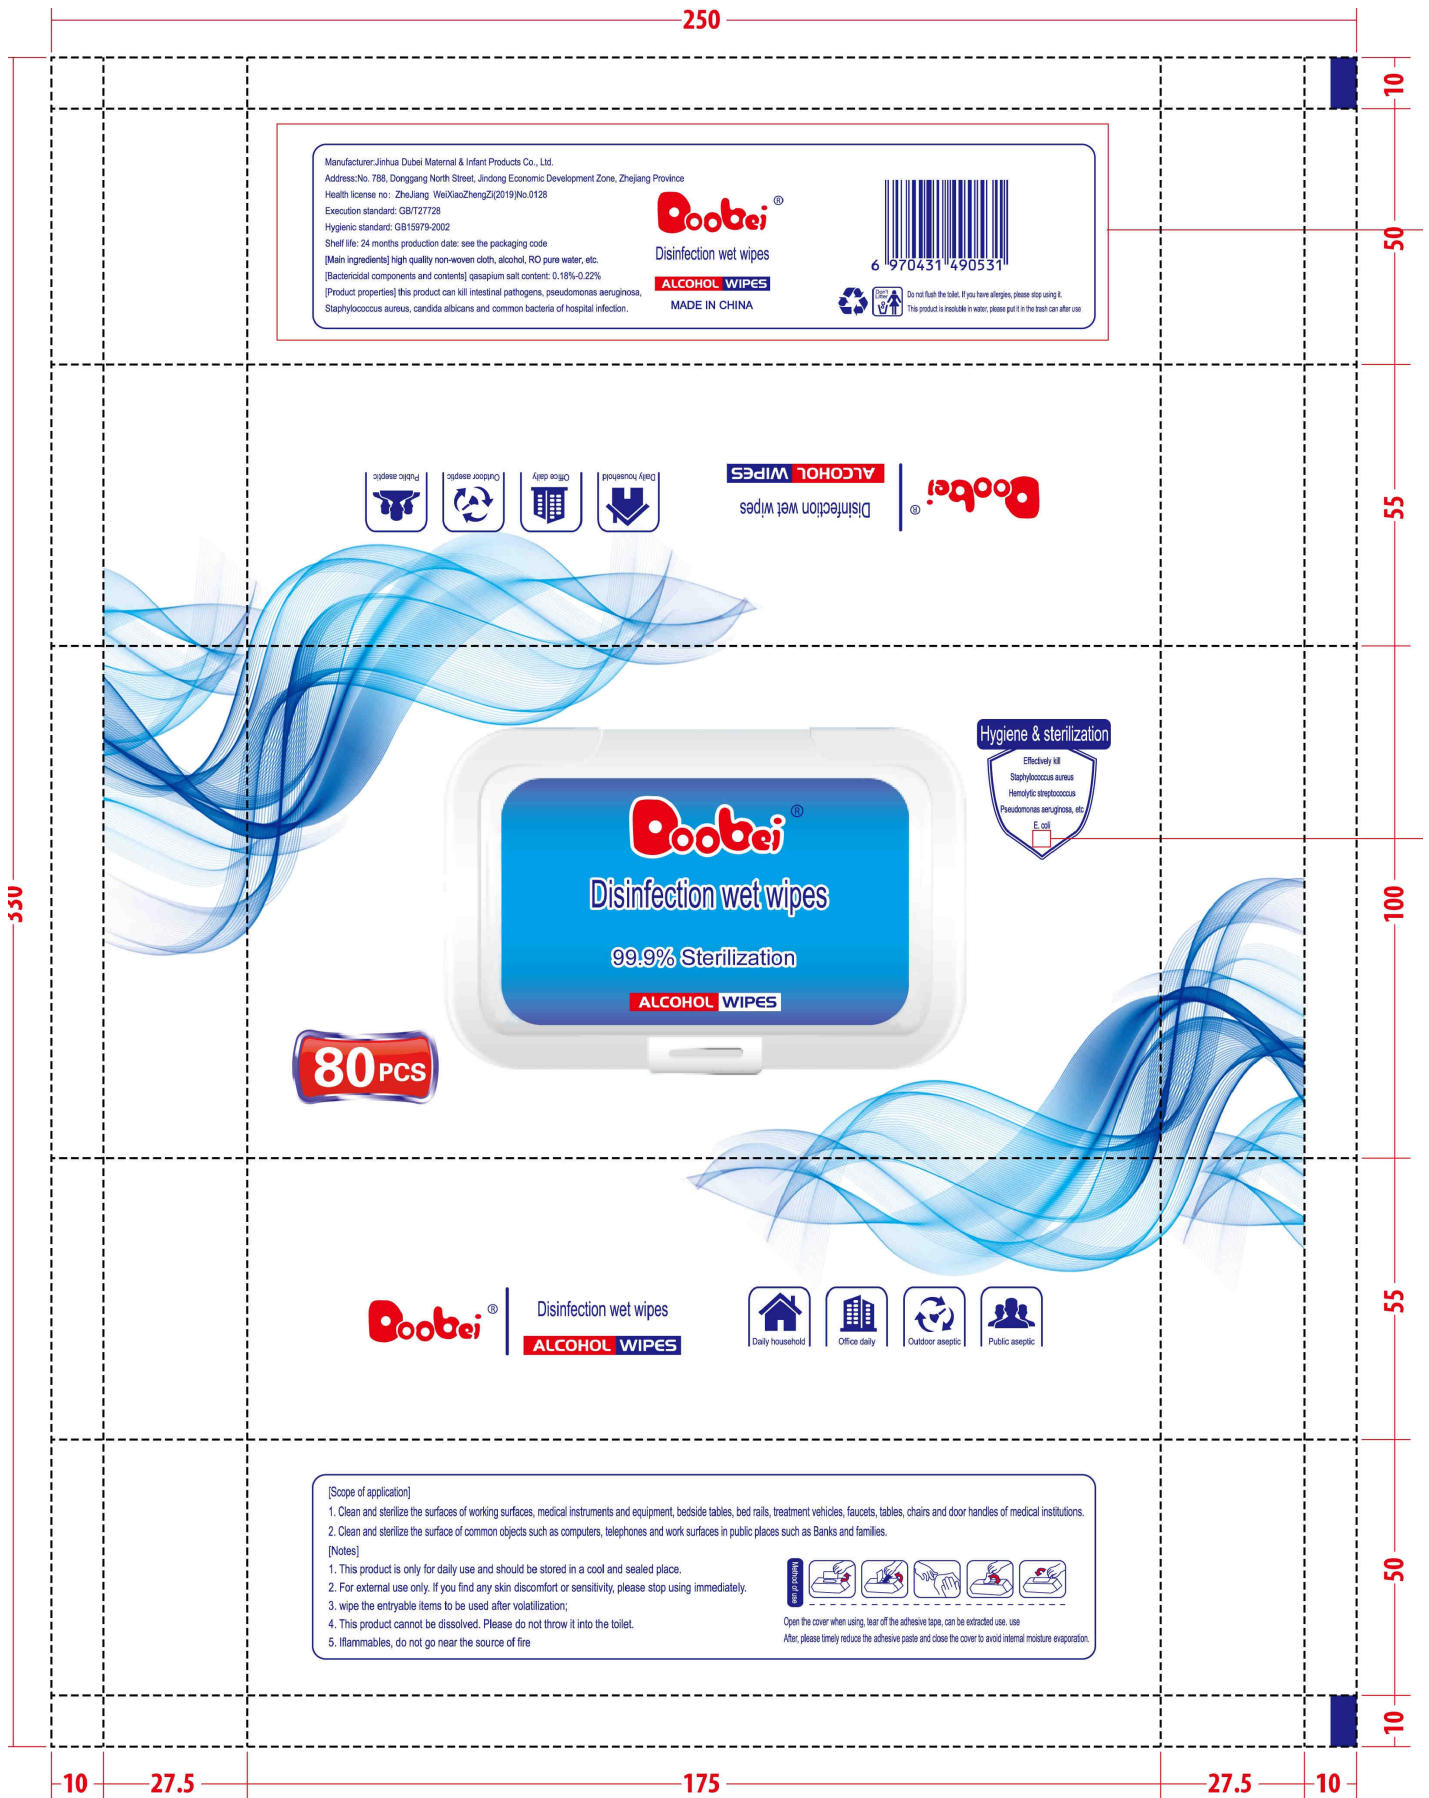 250
10
Manufacturer:Jinhua Dubei Maternal & Infant Products Co., Ltd.
Address:No. 788, Donggang North Street, Jindong Economic Development Zone, Zhejiang Province
Health license no: ZheJiang WeiXiaoZhengZi(2019)No.0128
Execution standard: GB/T27728
Hygienic standard: GB15979-2002
Shelf life: 24 months production date: see the packaging code
[Main ingredients] high quality non-woven cloth, alcohol, RO pure water, etc.
[Bactericidal components and contents] qasapium salt content: 0.18%-0.22%
[Product properties] this product can kill intestinal pathogens, pseudomonas aeruginosa,
Staphylococcus aureus, candida albicans and common bacteria of hospital infection.
Doobei ®
Disinfection wet wipes
ALCOHOL WIPES
MADE IN CHINA
6 970431 490531
Don't Litter
Do not flush the toilet. If you have allergies, please stop using it.
This product is insoluble in water, please put it in the trash can after use
50
Doobei ®
Disinfection wet wipes
ALCOHOL WIPES
Daily household
Office daily
Outdoor aseptic
Public aseptic
55
Hygiene & sterilization
Effectively kill
Staphylococcus aureus
Hemolytic streptococcus
Pseudomonas aeruginosa, etc
E. coli
Doobei ®
Disinfection wet wipes
99.9% Sterilization
ALCOHOL WIPES
80 PCS
330
100
Doobei ®
Disinfection wet wipes
ALCOHOL WIPES
Daily household
Office daily
Outdoor aseptic
Public aseptic
55
[Scope of application]
1. Clean and sterilize the surfaces of working surfaces, medical instruments and equipment, bedside tables, bed rails, treatment vehicles, faucets, tables, chairs and door handles of medical institutions.
2. Clean and sterilize the surface of common objects such as computers, telephones and work surfaces in public places such as Banks and families.
[Notes]
1. This product is only for daily use and should be stored in a cool and sealed place.
2. For external use only. If you find any skin discomfort or sensitivity, please stop using immediately.
3. wipe the entryable items to be used after volatilization;
4. This product cannot be dissolved. Please do not throw it into the toilet.
5. Iflammables, do not go near the source of fire
Method of use
Open the cover when using, tear off the adhesive tape, can be extracted use. use
After, please timely reduce the adhesive paste and close the cover to avoid internal moisture evaporation.
50
10
10
27.5
175
27.5
10